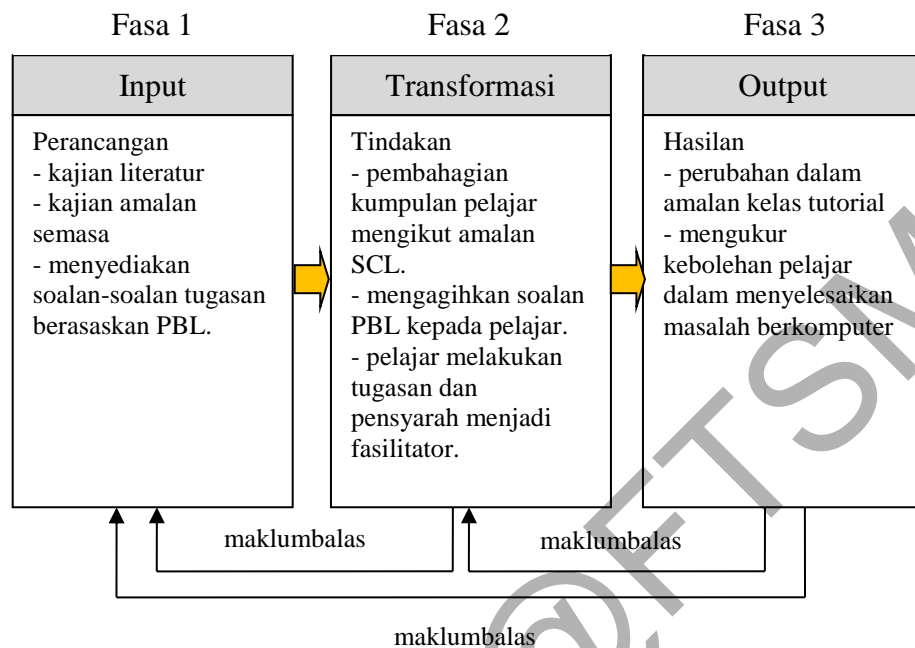 Fasa 1
Input
Perancangan
- kajian literatur
- kajian amalan
semasa
- menyediakan
soalan-soalan tugasan
berasaskan PBL.
Fasa 2
Transformasi
Tindakan
- pembahagian
kumpulan pelajar
mengikut amalan
SCL.
- mengagihkan soalan
PBL kepada pelajar.
- pelajar melakukan
tugasan dan
pensyarah menjadi
fasilitator.
Fasa 3
Output
Hasilan
- perubahan dalam
amalan kelas tutorial
- mengukur
kebolehan pelajar
dalam menyelesaikan
masalah berkomputer
maklumbalas
maklumbalas
maklumbalas
@FTSM